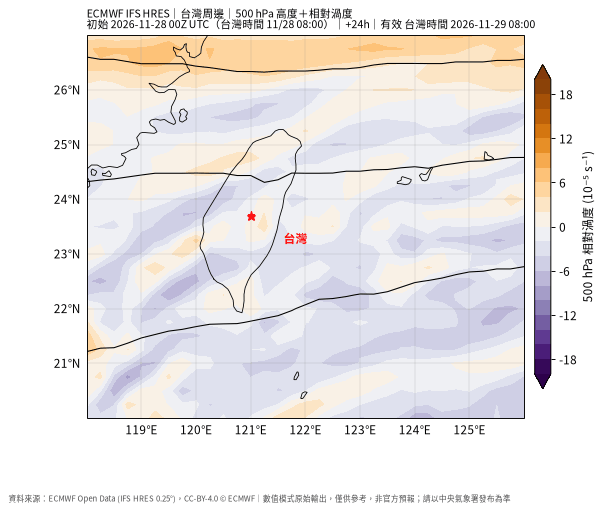 ECMWF IFS HRES｜台灣周邊｜500 hPa 高度＋相對渦度
初始 2026-11-28 00Z UTC（台灣時間 11/28 08:00）｜+24h｜有效 台灣時間 2026-11-29 08:00
26°N
25°N
24°N
23°N
22°N
21°N
119°E
120°E
121°E
122°E
123°E
124°E
125°E
台灣
18
12
6
0
-6
-12
-18
500 hPa 相對渦度 (10⁻⁵ s⁻¹)
資料來源：ECMWF Open Data (IFS HRES 0.25°)，CC-BY-4.0 © ECMWF｜數值模式原始輸出，僅供參考，非官方預報；請以中央氣象署發布為準